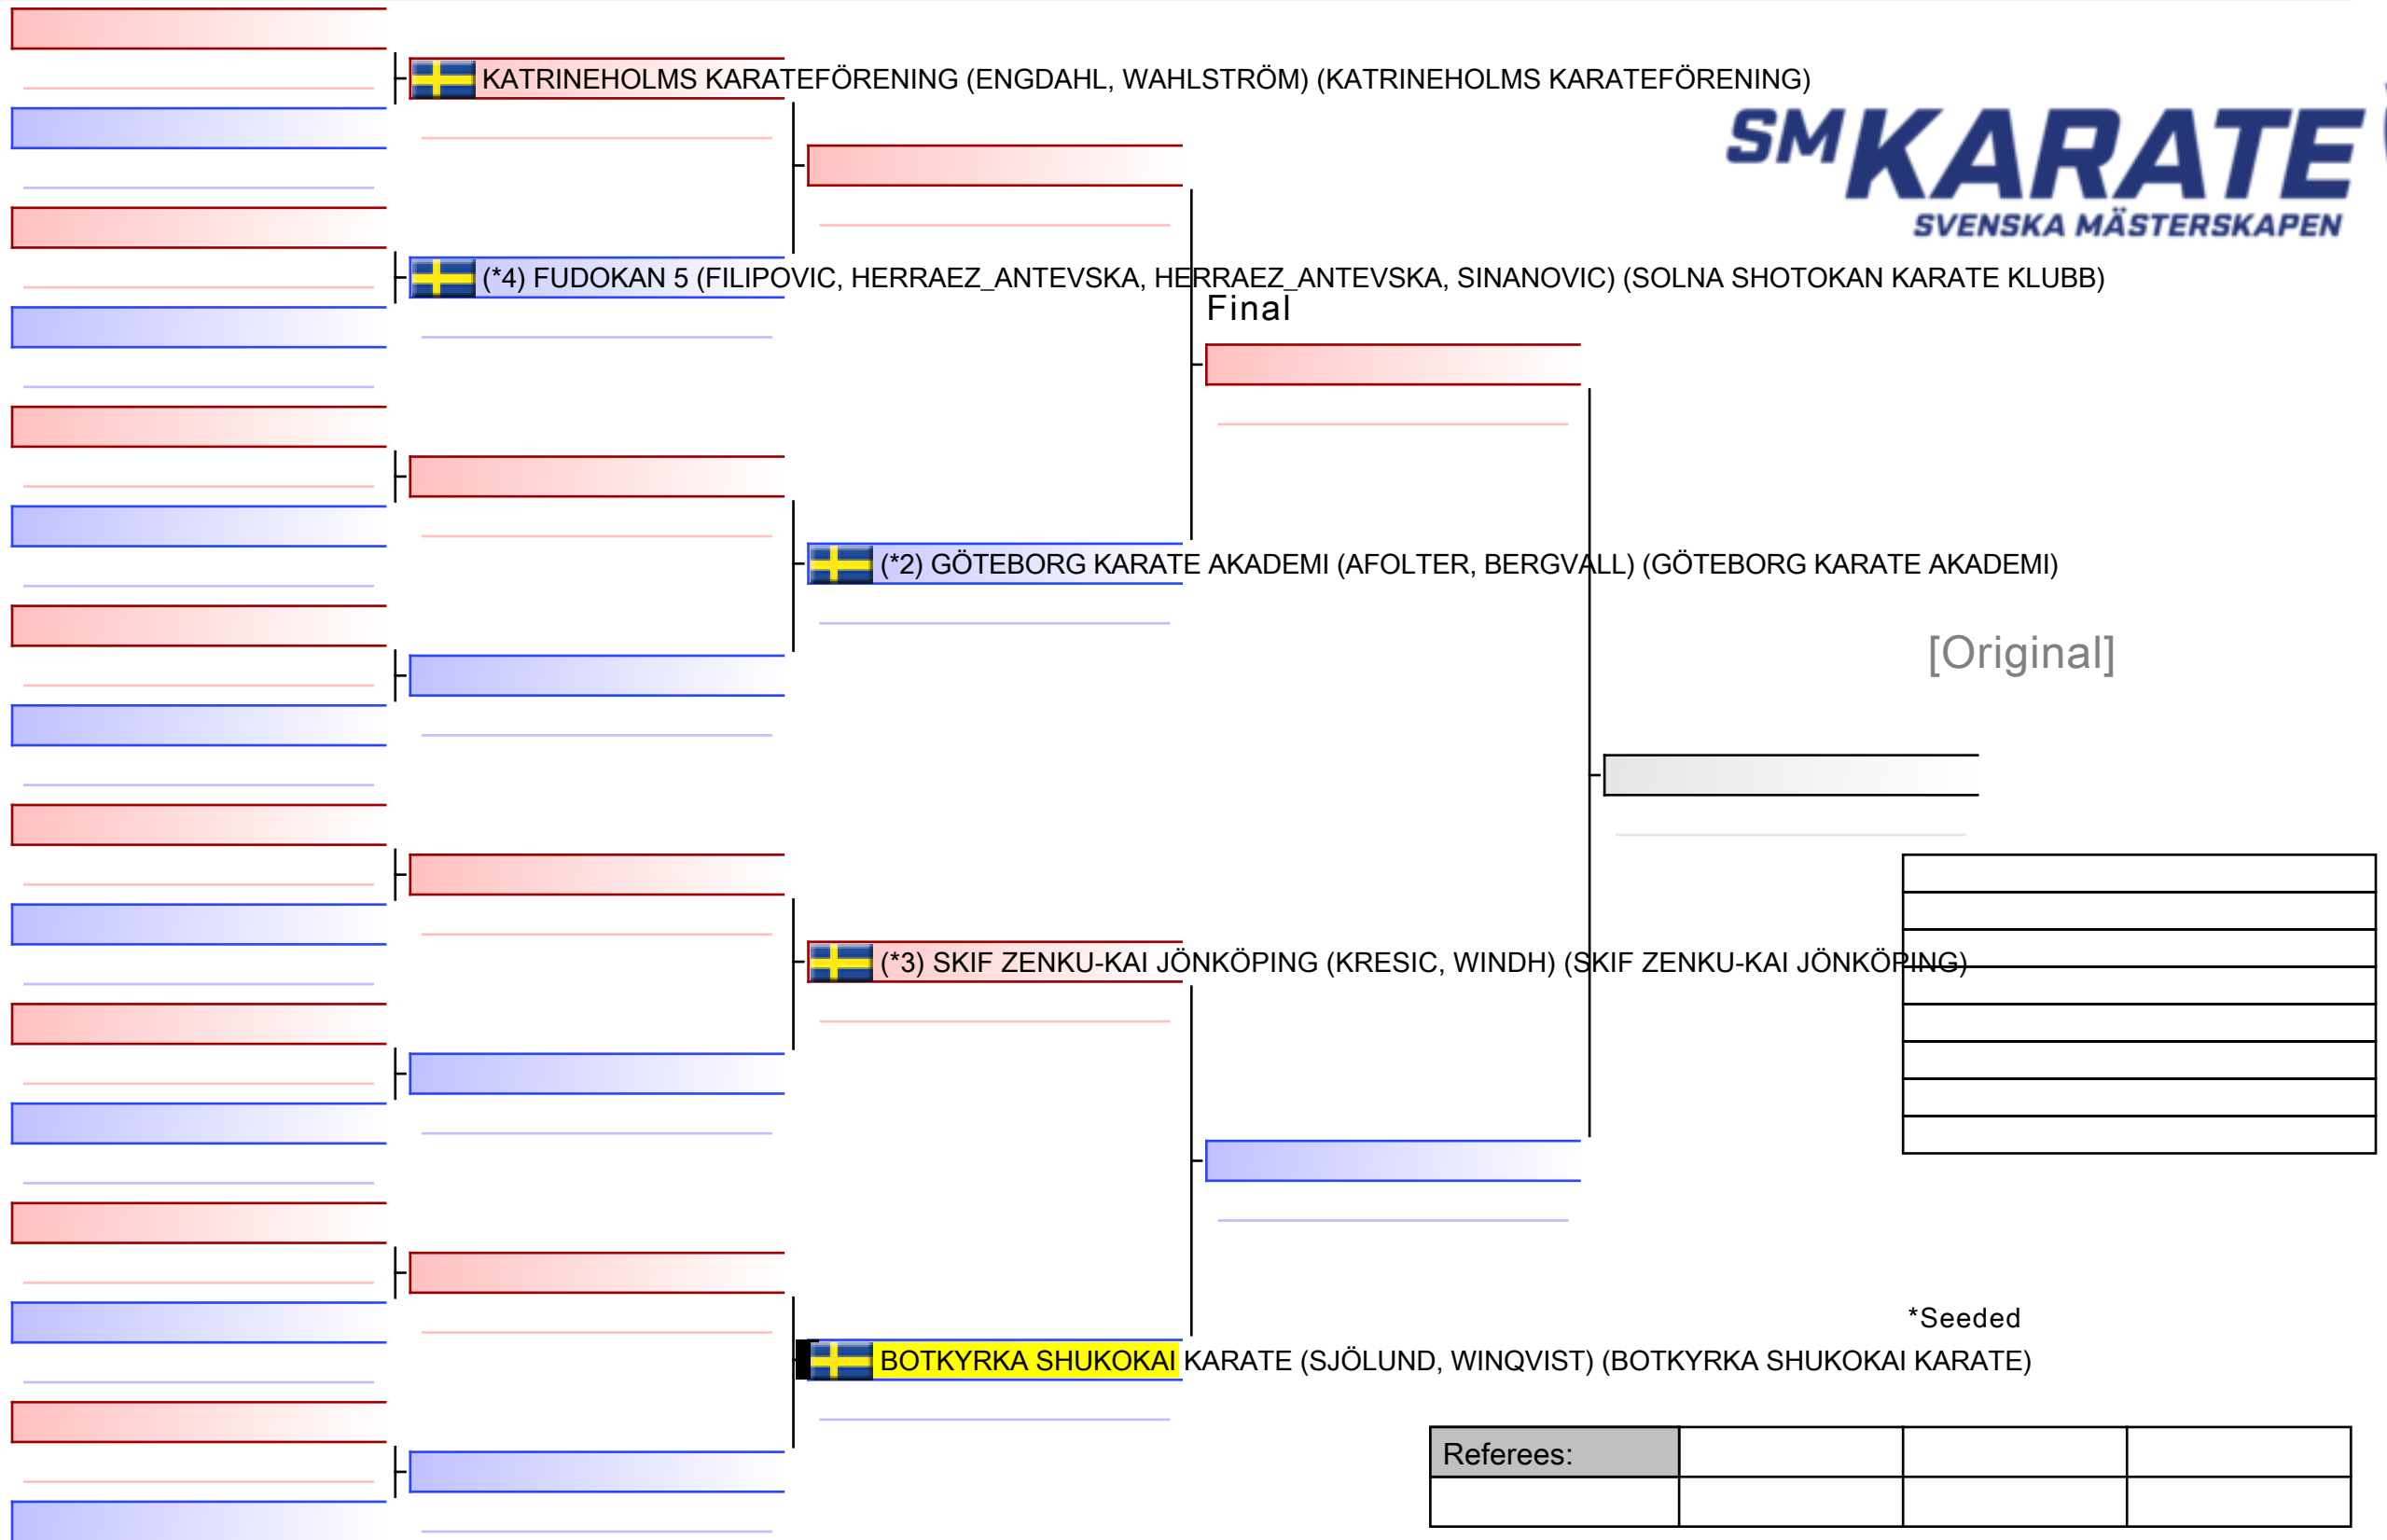 KATRINEHOLMS KARATEFÖRENING (ENGDAHL, WAHLSTRÖM) (KATRINEHOLMS KARATEFÖRENING)
SM KARATE
SVENSKA MÄSTERSKAPEN
(*4) FUDOKAN 5 (FILIPOVIC, HERRAEZ_ANTEVSKA, HERRAEZ_ANTEVSKA, SINANOVIC) (SOLNA SHOTOKAN KARATE KLUBB)
Final
(*2) GÖTEBORG KARATE AKADEMI (AFOLTER, BERGVALL) (GÖTEBORG KARATE AKADEMI)
[Original]
(*3) SKIF ZENKU-KAI JÖNKÖPING (KRESIC, WINDH) (SKIF ZENKU-KAI JÖNKÖPING)
*Seeded
BOTKYRKA SHUKOKAI KARATE (SJÖLUND, WINQVIST) (BOTKYRKA SHUKOKAI KARATE)
Referees: